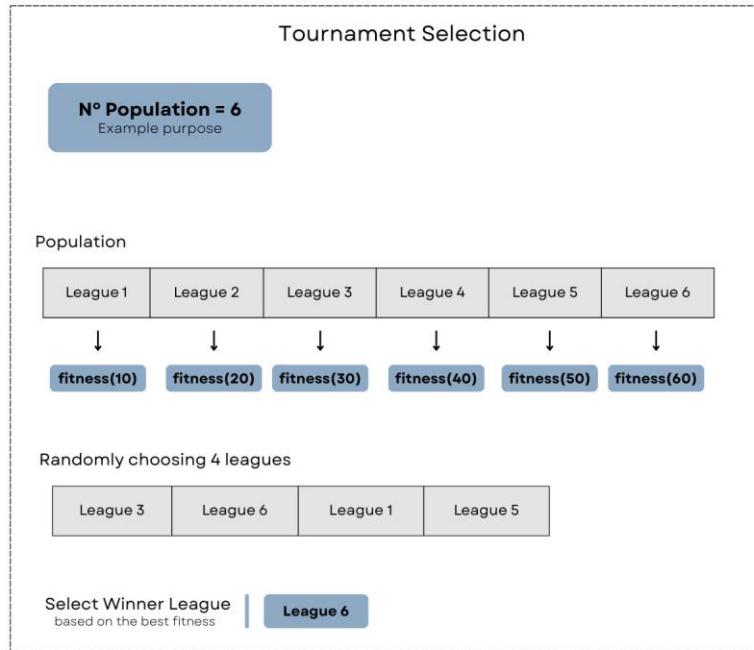 Tournament Selection
Nº Population = 6
Example purpose
Population
League 1 League 2 League 3 League 4 League 5 League 6
fitness(10) fitness(20) fitness(30) fitness(40) fitness(50) fitness(60)
Randomly choosing 4 leagues
League 3 League 6 League 1 League 5
Select Winner League
League 6
based on the best fitness